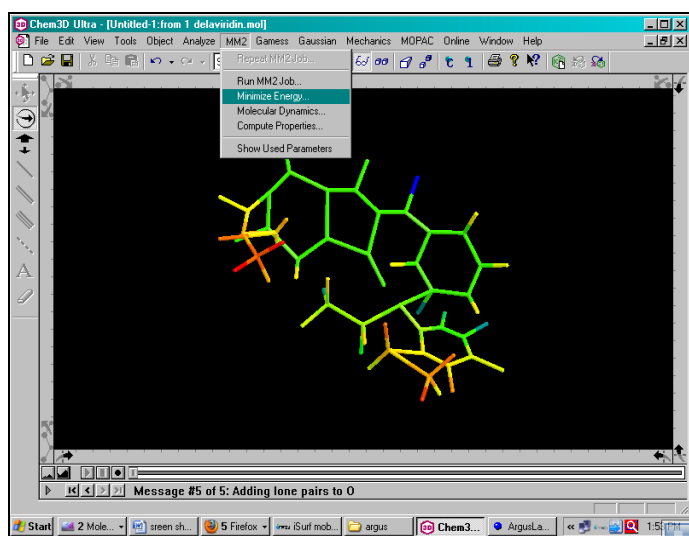 Chem3D Ultra - [Untitled-1:from 1 delaviridin.mol]
File Edit View Tools Object Analyze MM2 Gamess Gaussian Mechanics MOPAC Online Window Help
Repeat MM2 Job...
Run MM2 Job...
Minimize Energy...
Molecular Dynamics...
Compute Properties...
Show Used Parameters
A
Message #5 of 5: Adding lone pairs to O
Start 2 Mole... sreen sh... 5 Firefox iSurf mob... argus Chem3... ArgusLa... « PM